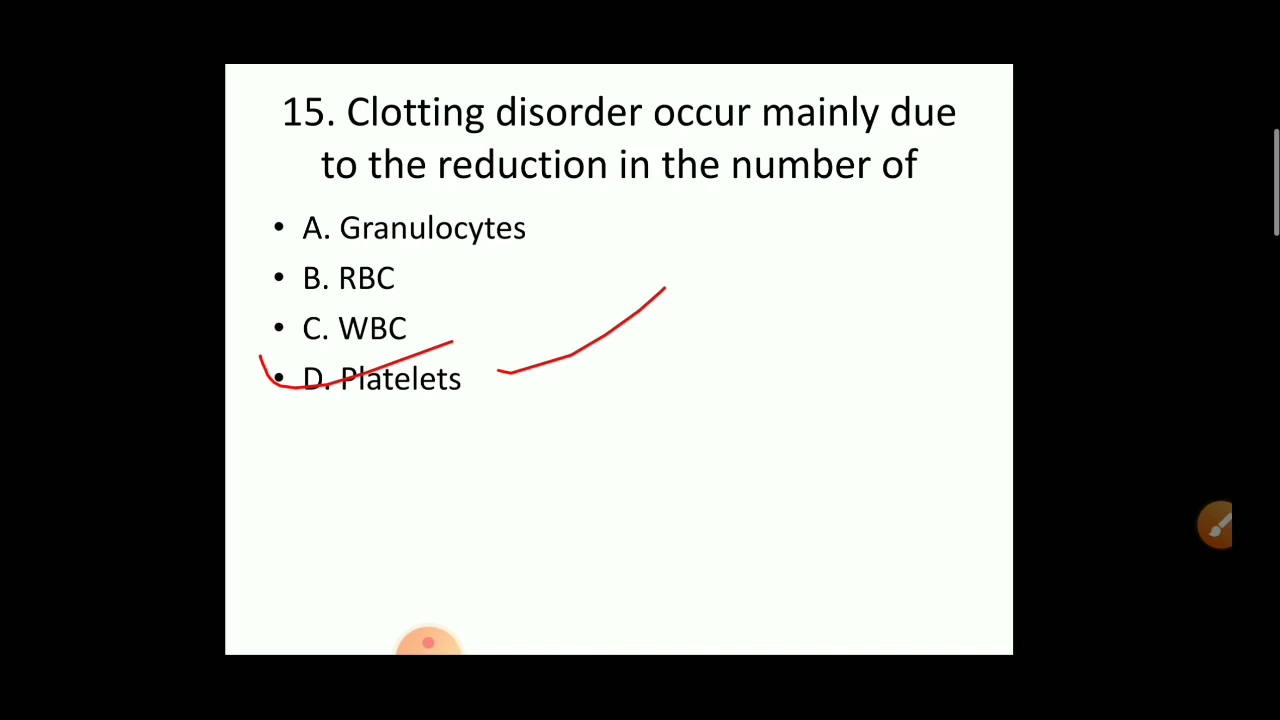 15. Clotting disorder occur mainly due
to the reduction in the number of
• A. Granulocytes
• B. RBC
• C. WBC
• D. Platelets